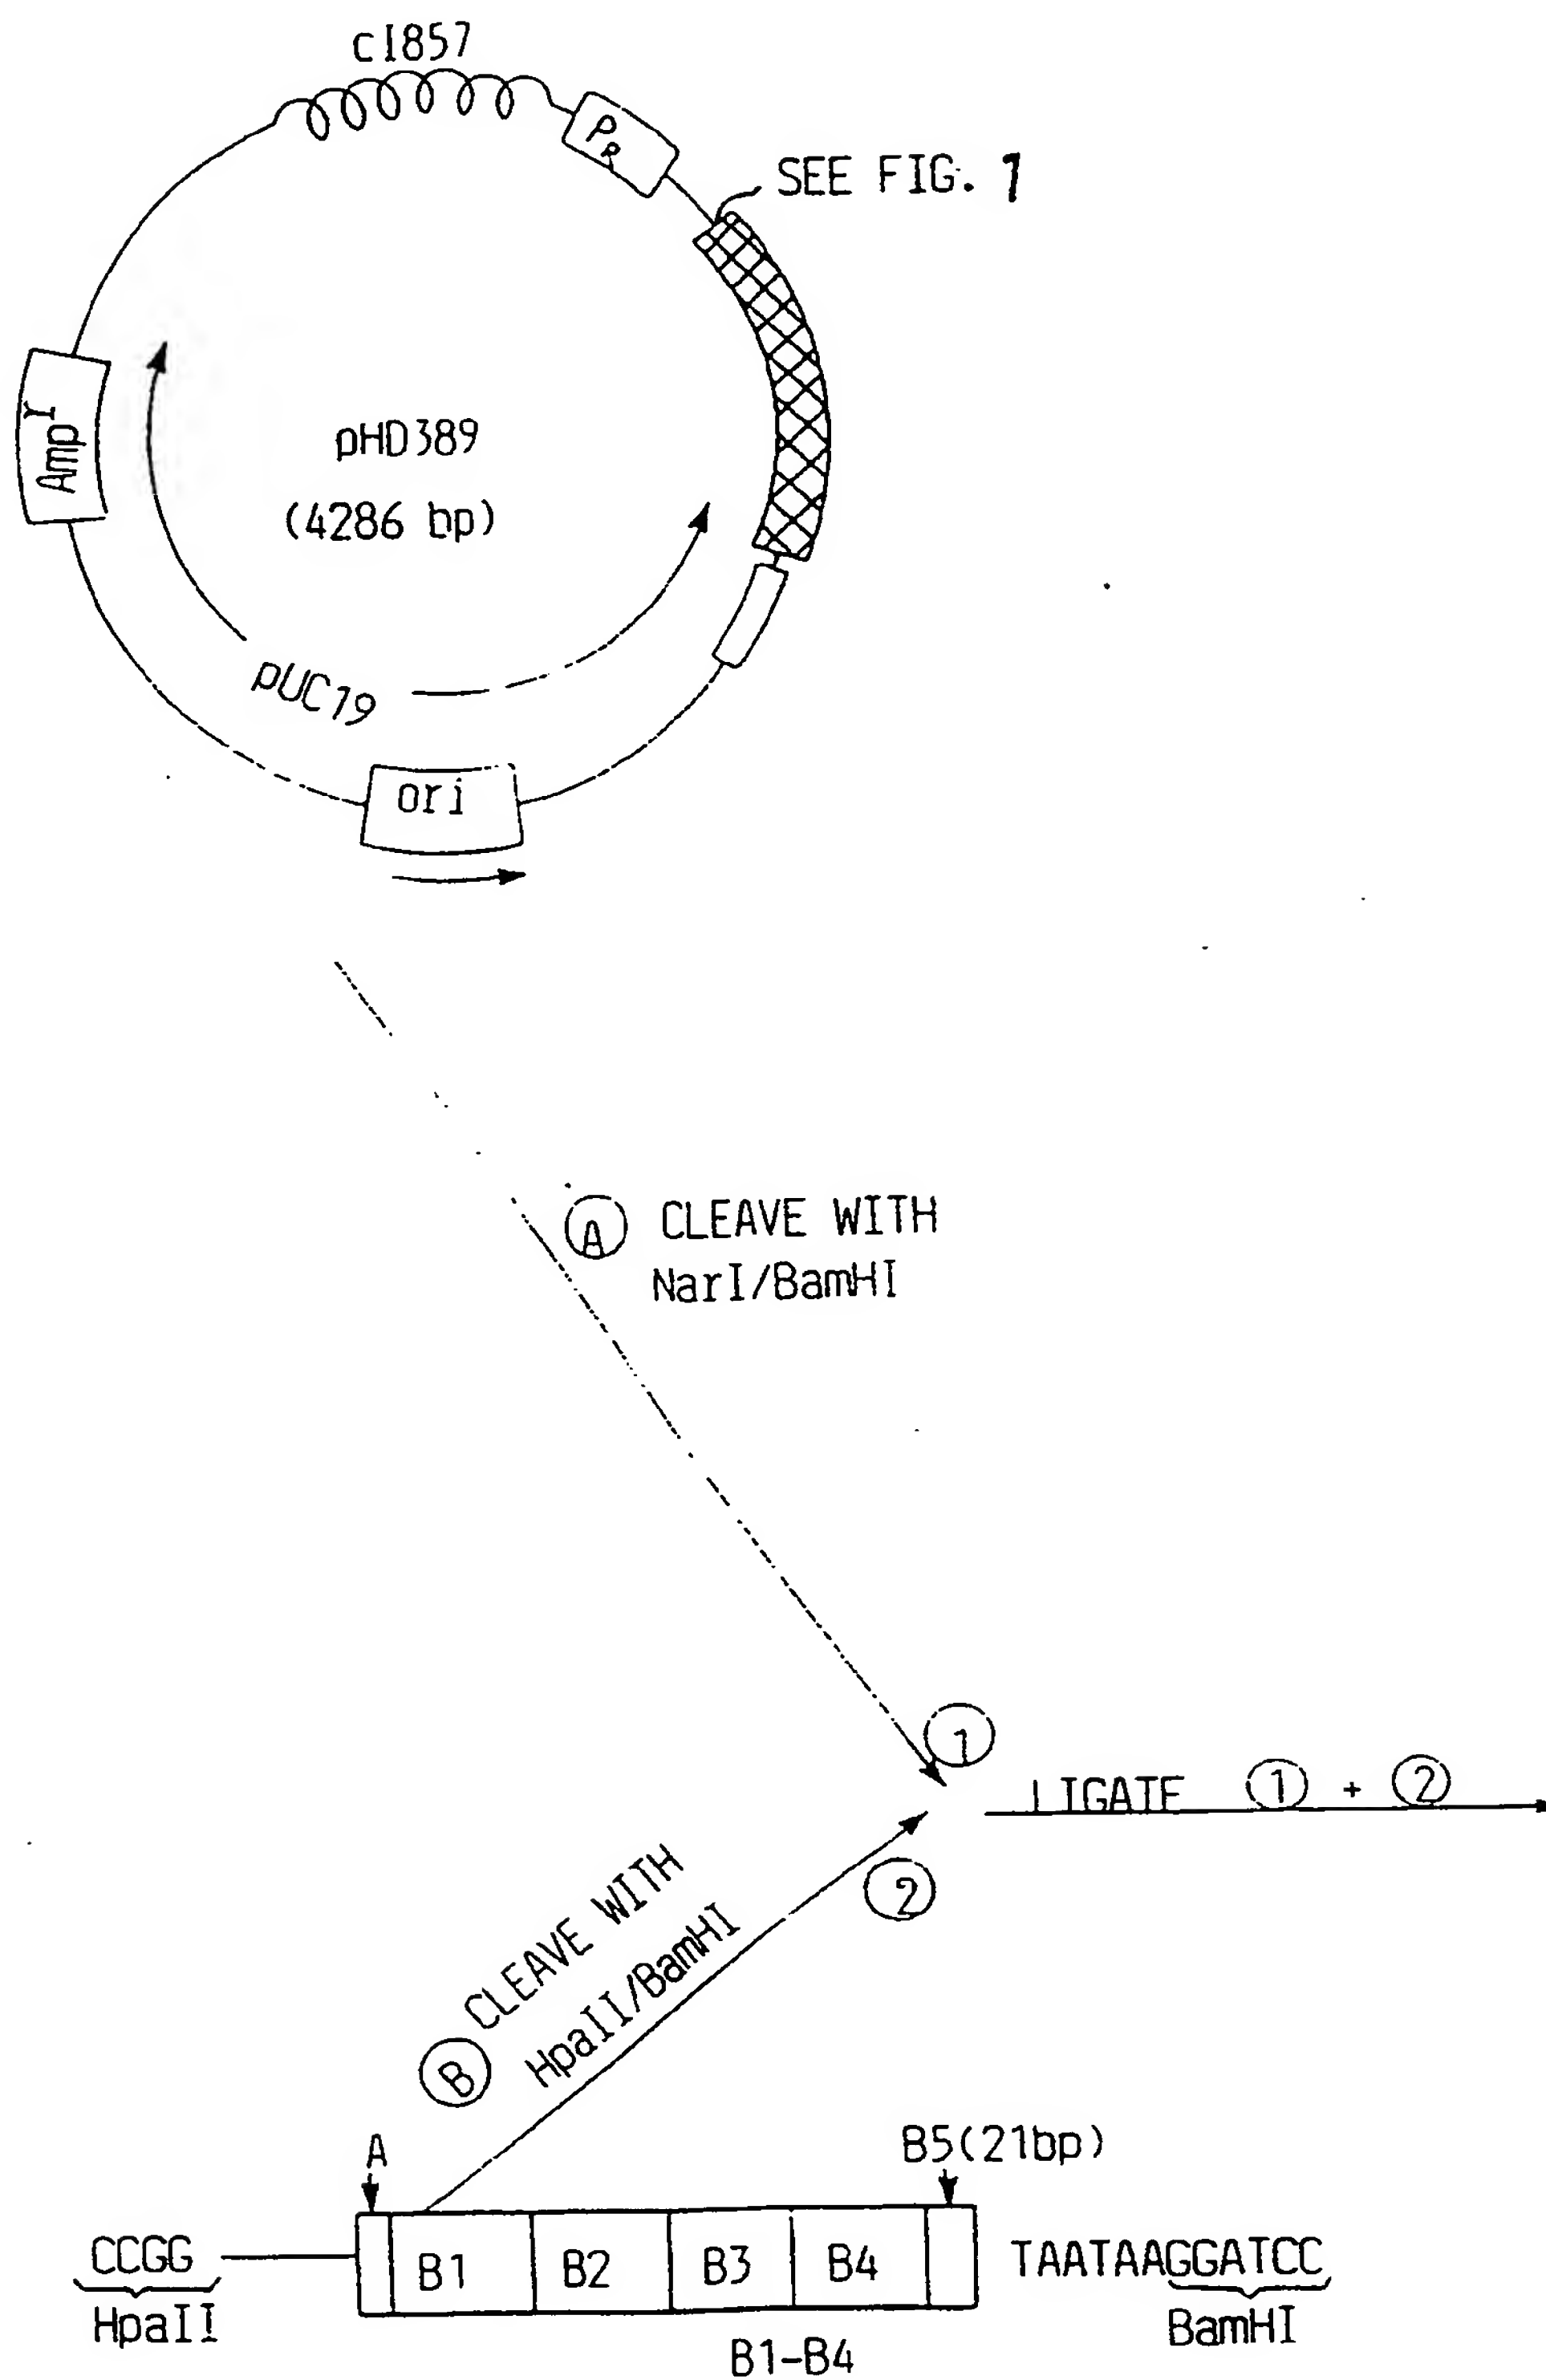 cI857
PR
SEE FIG. 1
Ampr
pHD389
(4286 bp)
pUC19
ori
A CLEAVE WITH
NarI/BamHI
1
LIGATE 1 + 2
2
B CLEAVE WITH
HpaII/BamHI
A
B5(21bp)
CCGG
B1 B2 B3 B4
TAATAAGGATCC
HpaII
BamHI
B1-B4